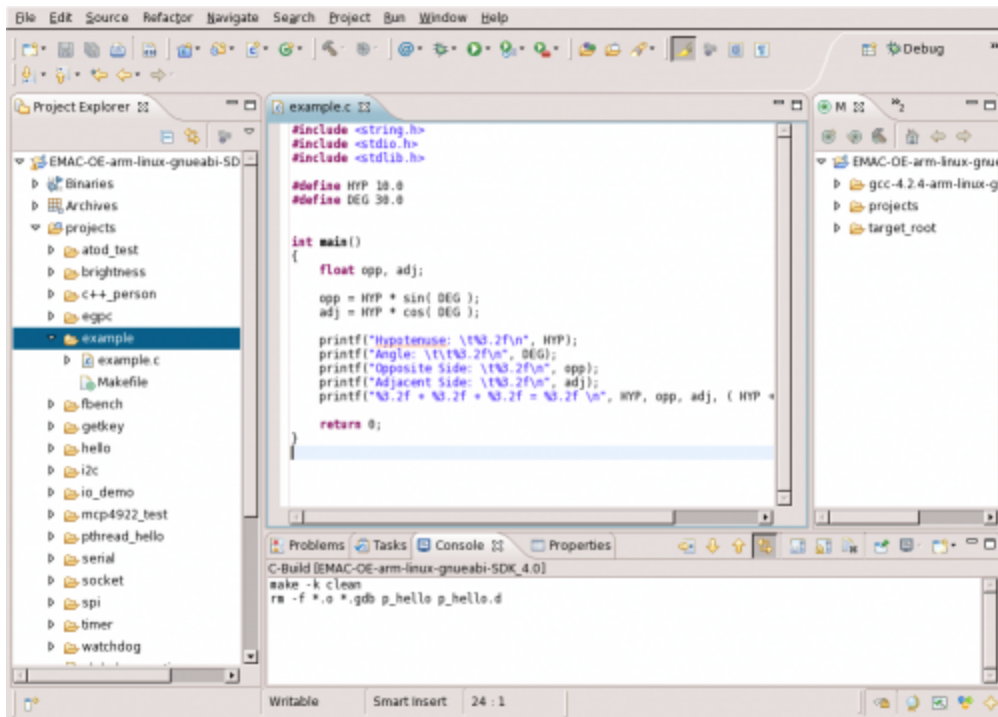 File Edit Source Refactor Navigate Search Project Run Window Help
Debug
Project Explorer
EMAC-OE-arm-linux-gnueabi-SD
Binaries
Archives
projects
atod_test
brightness
c++_person
egpc
example
example.c
Makefile
fbench
getkey
hello
i2c
io_demo
mcp4922_test
pthread_hello
serial
socket
spi
timer
watchdog
example.c
#include <string.h>
#include <stdio.h>
#include <stdlib.h>
#define HYP 10.0
#define DEG 30.0
int main()
{
float opp, adj;
opp = HYP * sin( DEG );
adj = HYP * cos( DEG );
printf("Hypotenuse: \t%3.2f\n", HYP);
printf("Angle: \t\t%3.2f\n", DEG);
printf("Opposite Side: \t%3.2f\n", opp);
printf("Adjacent Side: \t%3.2f\n", adj);
printf("%3.2f + %3.2f + %3.2f = %3.2f \n", HYP, opp, adj, ( HYP +
return 0;
}
M 2
EMAC-OE-arm-linux-gnu
gcc-4.2.4-arm-linux-g
projects
target_root
Problems Tasks Console Properties
C-Build [EMAC-OE-arm-linux-gnueabi-SDK_4.0]
make -k clean
rm -f *.o *.gdb p_hello p_hello.d
Writable Smart Insert 24 : 1